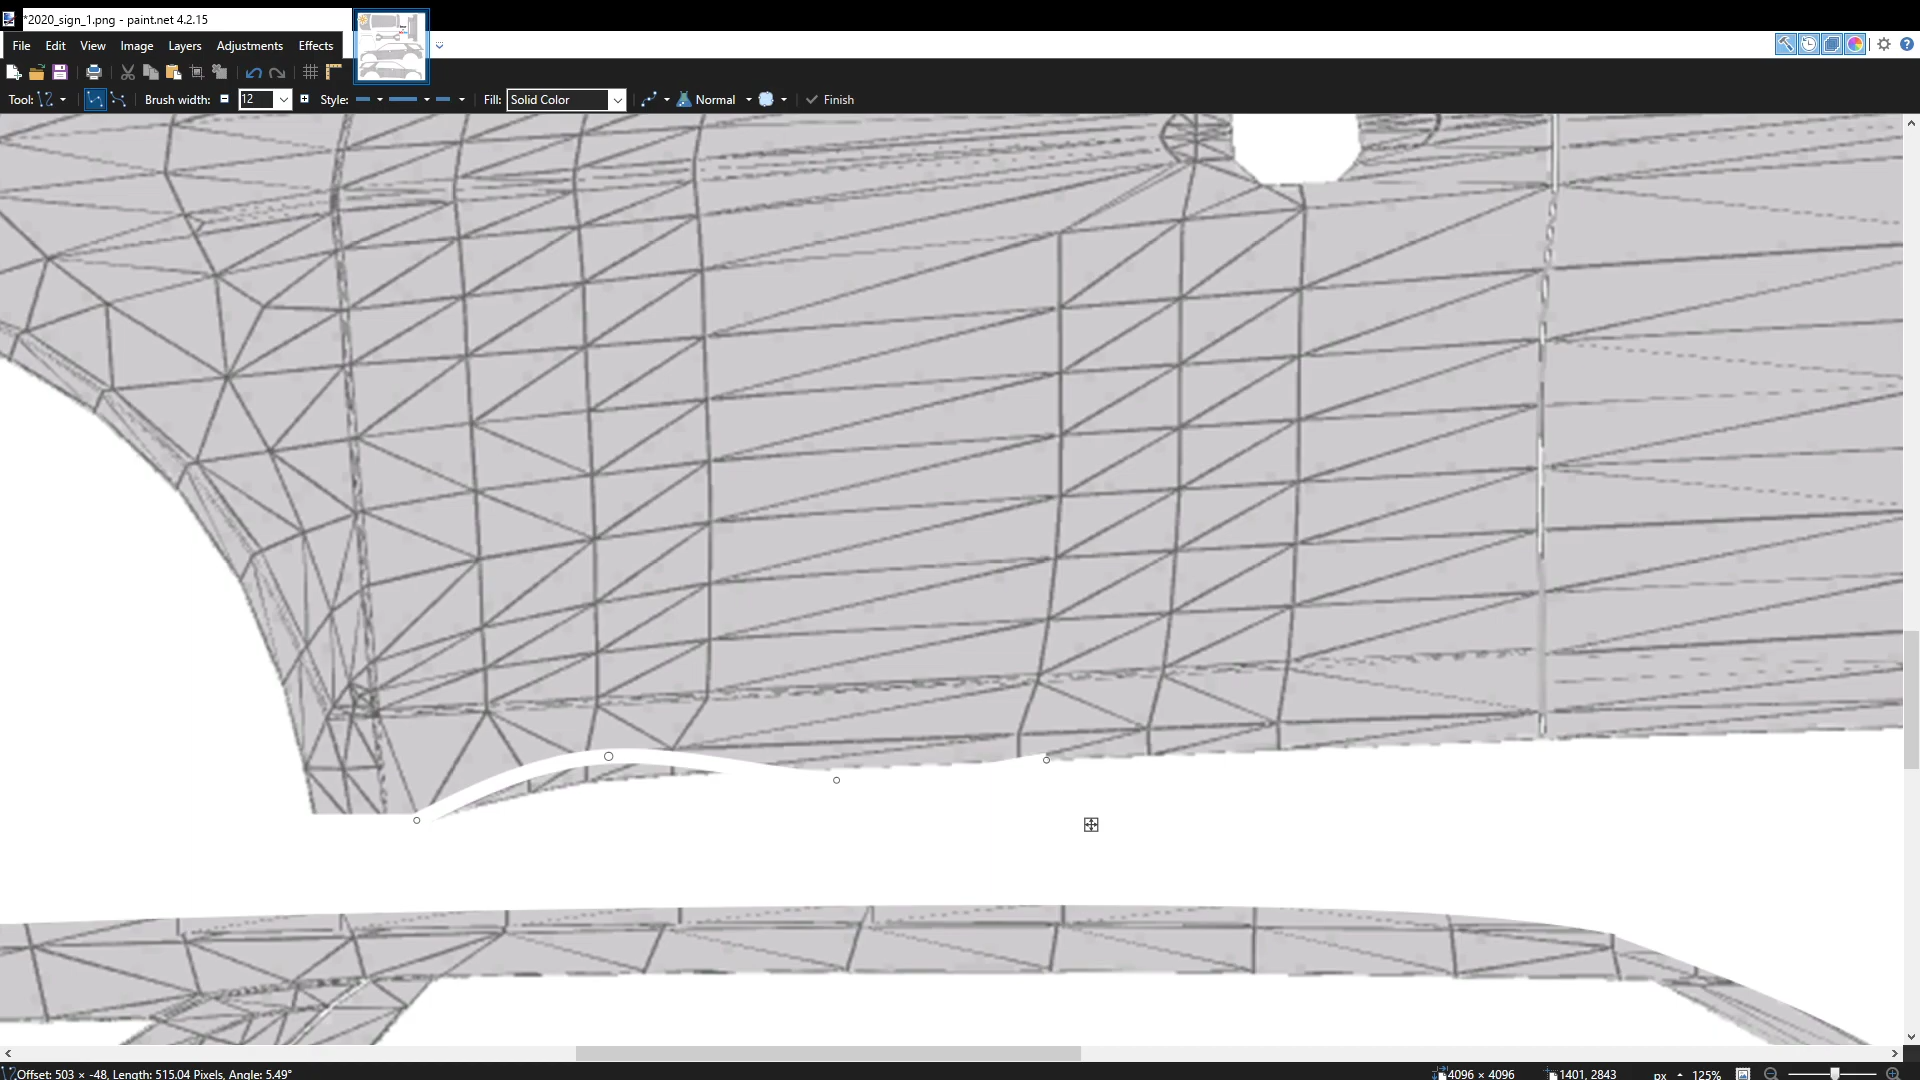 *2020_sign_1.png - paint.net 4.2.15
File Edit View Image Layers Adjustments Effects
Tool: Brush width: 12 Style: Fill: Solid Color Normal Finish
Offset: 503 × -48, Length: 515.04 Pixels, Angle: 5.49° 4096 × 4096 1401, 2843 px 125%